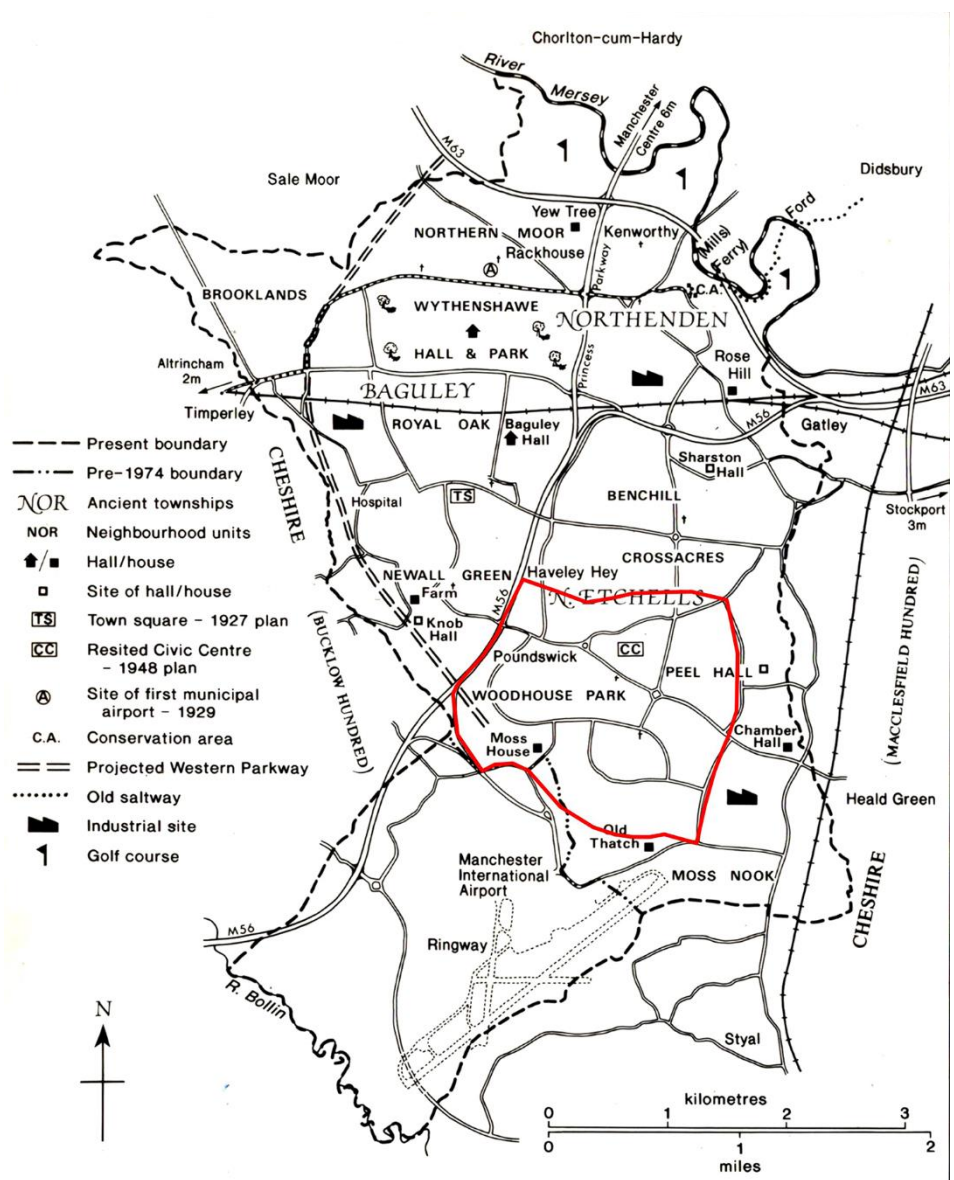 Chorlton-cum-Hardy
River
Mersey
Manchester
Centre 6m
M63
Didsbury
Sale Moor
Ford
Yew Tree
NORTHERN MOOR
Kenworthy
(Mills)
Ferry)
Rackhouse
A
Parkway
C.A.
BROOKLANDS
WYTHENSHAWE
NORTHENDEN
HALL & PARK
Rose
Hill
Altrincham
2m
Princess
BAGULEY
M63
Timperley
M56
ROYAL OAK
Baguley
Hall
Gatley
Sharston
Hall
CHESHIRE
BENCHILL
Hospital
TS
Stockport
3m
CROSSACRES
NEWALL GREEN
Haveley Hey
Farm
N. ETCHELLS
M56
Knob
Hall
(BUCKLOW HUNDRED)
(MACCLESFIELD HUNDRED)
Poundswick
CC
PEEL HALL
WOODHOUSE PARK
Moss
House
Chamber
Hall
Heald Green
Old
Thatch
Manchester
International
Airport
MOSS NOOK
CHESHIRE
M56
Ringway
R. Bollin
Styal
Present boundary
Pre-1974 boundary
NOR Ancient townships
NOR Neighbourhood units
/ Hall/house
Site of hall/house
TS Town square - 1927 plan
CC Resited Civic Centre
- 1948 plan
A Site of first municipal
airport - 1929
C.A. Conservation area
Projected Western Parkway
Old saltway
Industrial site
Golf course
N
kilometres
0 1 2 3
0 1 2
miles